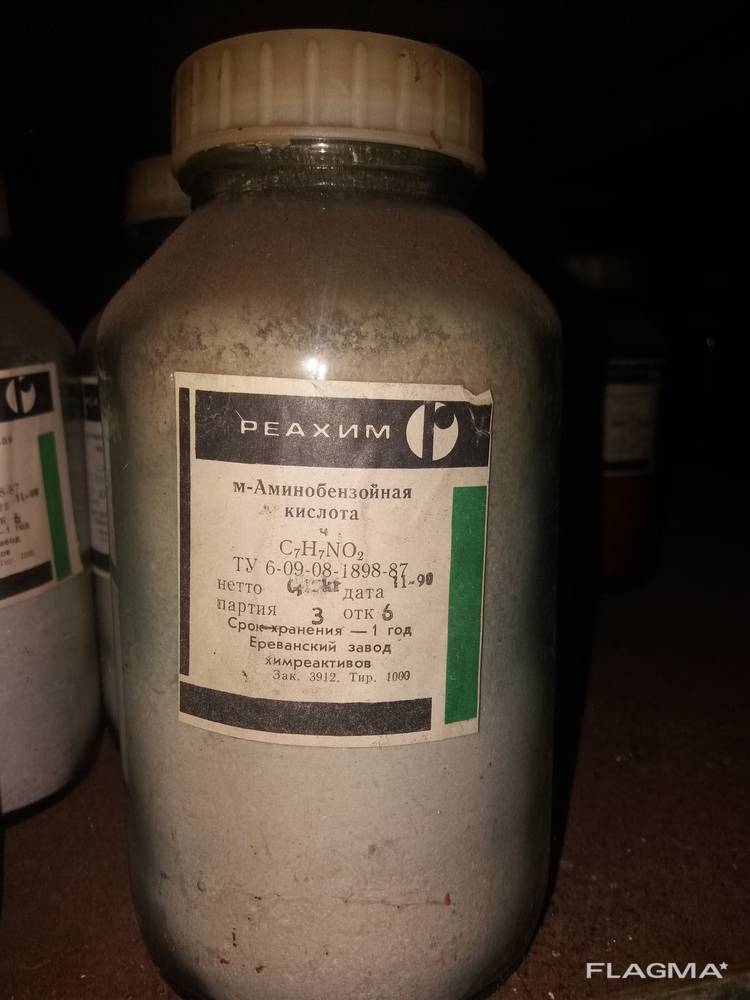 РЕАХИМ
м-Аминобензойная
кислота
ч
C₇H₇NO₂
ТУ 6-09-08-1898-87
нетто дата 11-90
партия 3 отк 6
Срок хранения — 1 год
Ереванский завод
химреактивов
Зак. 3912. Тир. 1000
FLAGMA